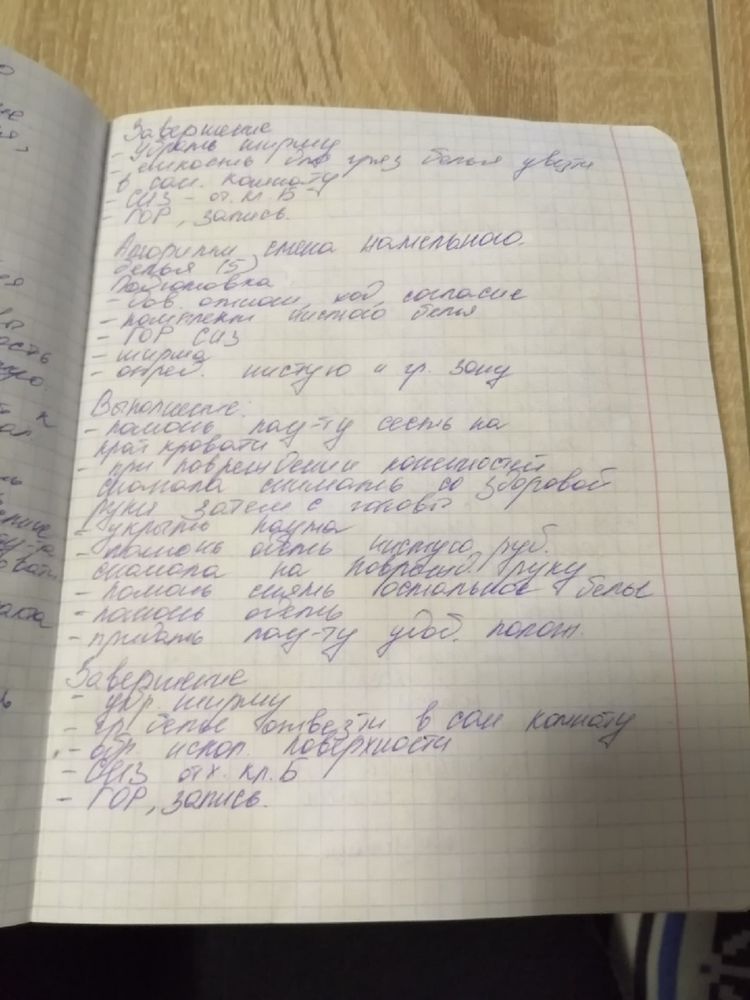 Завершение
- убрать ширму
- ёмкость для гряз белья увезти
в сан. комнату
- СИЗ - от. кл. Б
- ГОР, запись.
Алгоритм смена нательного
белья (5)
Подготовка
- дов. отнош, ход, согласие
- комплект чистого белья
- ГОР СИЗ
- ширма
- опред. чистую и гр. зону
Выполнение:
- помочь пац-ту сесть на
край кровати
- при повреждении конечностей
сначала снимать со здоровой
руки затем с головы
- укрыть пацита
- помочь одеть чистую руб.
сначала на поврежд. руку
- помочь снять остальное белье
- помочь одеть
- придать пац-ту удоб. полож.
Завершение
- убр. ширму
- гр белье отвезти в сан комнату
- обр. испол. поверхности
- СИЗ отх. кл. Б
- ГОР, запись.